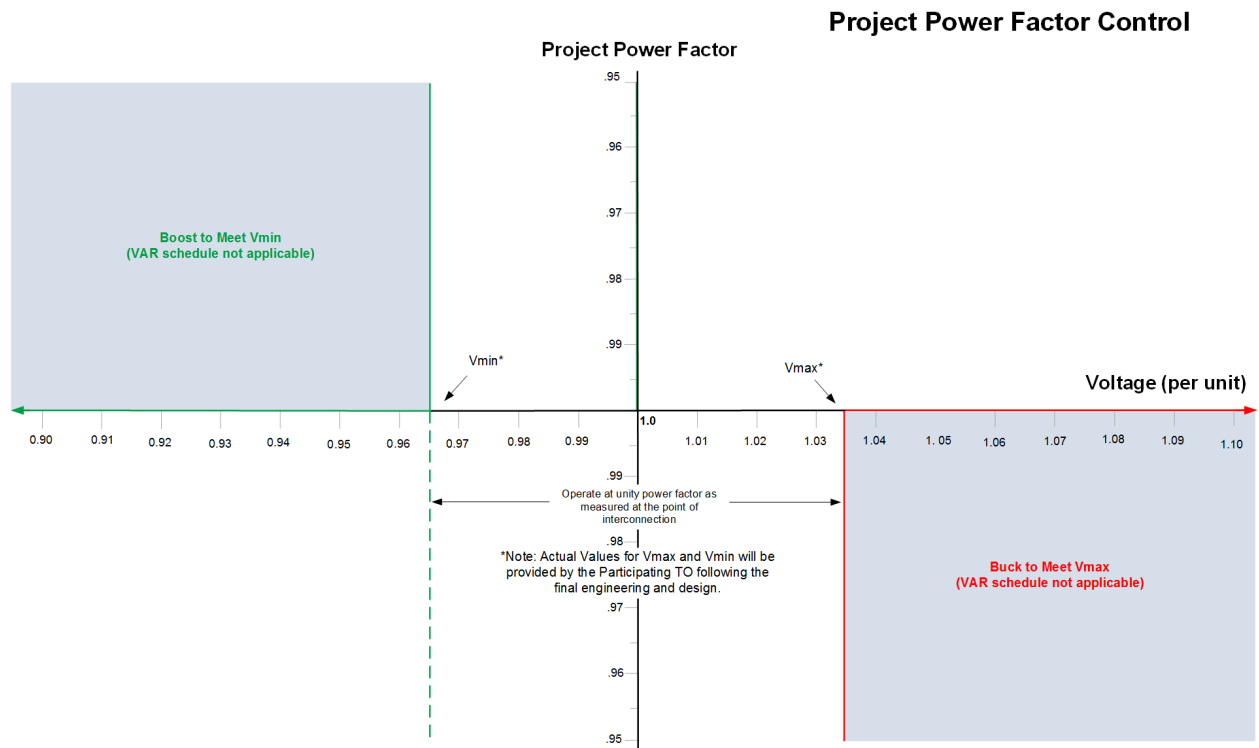 Project Power Factor Control
Project Power Factor
.95
.96
.97
Boost to Meet Vmin
(VAR schedule not applicable)
.98
.99
Vmin*
Vmax*
Voltage (per unit)
0.90
0.91
0.92
0.93
0.94
0.95
0.96
0.97
0.98
0.99
1.0
1.01
1.02
1.03
1.04
1. 05
1.06
1.07
1.08
1.09
1.10
.99
Operate at unity power factor as
measured at the point of
interconnection
.98
*Note: Actual Values for Vmax and Vmin will be
provided by the Participating TO following the
final engineering and design.
Buck to Meet Vmax
(VAR schedule not applicable)
.97
.96
.95